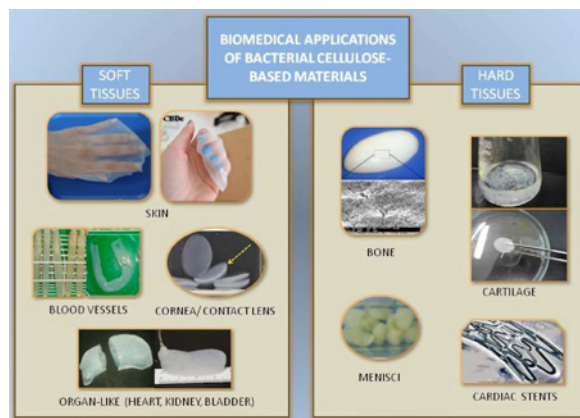 BIOMEDICAL APPLICATIONS
OF BACTERIAL CELLULOSE-
BASED MATERIALS
SOFT
TISSUES
HARD
TISSUES
CBDe
SKIN
BLOOD VESSELS
CORNEA/ CONTACT LENS
ORGAN-LIKE (HEART, KIDNEY, BLADDER)
BONE
CARTILAGE
MENISCI
CARDIAC STENTS